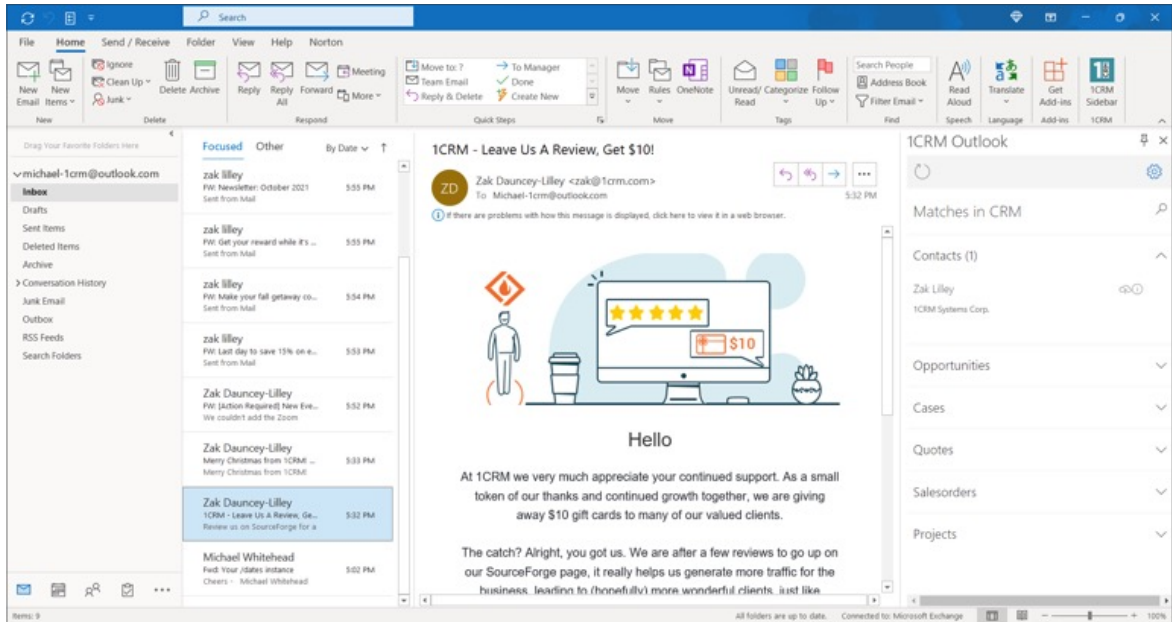 Search
File Home Send / Receive Folder View Help Norton
New Email
New Items
Ignore
Clean Up
Junk
Delete
Archive
Reply
Reply All
Forward
Meeting
More
Move to: ?
Team Email
Reply & Delete
To Manager
Done
Create New
Move
Rules
OneNote
Unread/ Read
Categorize
Follow Up
Search People
Address Book
Filter Email
Read Aloud
Translate
Get Add-ins
1CRM Sidebar
New Delete Respond Quick Steps Move Tags Find Speech Language Add-ins 1CRM
Drag Your Favorite Folders Here
michael-1crm@outlook.com
Inbox
Drafts
Sent Items
Deleted Items
Archive
Conversation History
Junk Email
Outbox
RSS Feeds
Search Folders
Focused Other By Date
zak lilley
FW: Newsletter: October 2021 5:55 PM
Sent from Mail
zak lilley
FW: Get your reward while it's ... 5:55 PM
Sent from Mail
zak lilley
FW: Make your fall getaway co... 5:54 PM
Sent from Mail
zak lilley
FW: Last day to save 15% on e... 5:53 PM
Sent from Mail
Zak Dauncey-Lilley
FW: [Action Required] New Eve... 5:52 PM
We couldn't add the Zoom
Zak Dauncey-Lilley
Merry Christmas from 1CRM! ... 5:33 PM
Merry Christmas from 1CRM!
Zak Dauncey-Lilley
1CRM - Leave Us A Review, Ge... 5:32 PM
Review us on SourceForge for a
Michael Whitehead
Fwd: Your /dates instance 5:02 PM
Cheers - Michael Whitehead
1CRM - Leave Us A Review, Get $10!
ZD
Zak Dauncey-Lilley <zak@1crm.com>
To Michael-1crm@outlook.com
5:32 PM
If there are problems with how this message is displayed, click here to view it in a web browser.
$10
Hello
At 1CRM we very much appreciate your continued support. As a small
token of our thanks and continued growth together, we are giving
away $10 gift cards to many of our valued clients.
The catch? Alright, you got us. We are after a few reviews to go up on
our SourceForge page, it really helps us generate more traffic for the
business, leading to (hopefully) more wonderful clients, just like
1CRM Outlook
Matches in CRM
Contacts (1)
Zak Lilley
1CRM Systems Corp.
Opportunities
Cases
Quotes
Salesorders
Projects
Items: 9
All folders are up to date. Connected to: Microsoft Exchange 100%